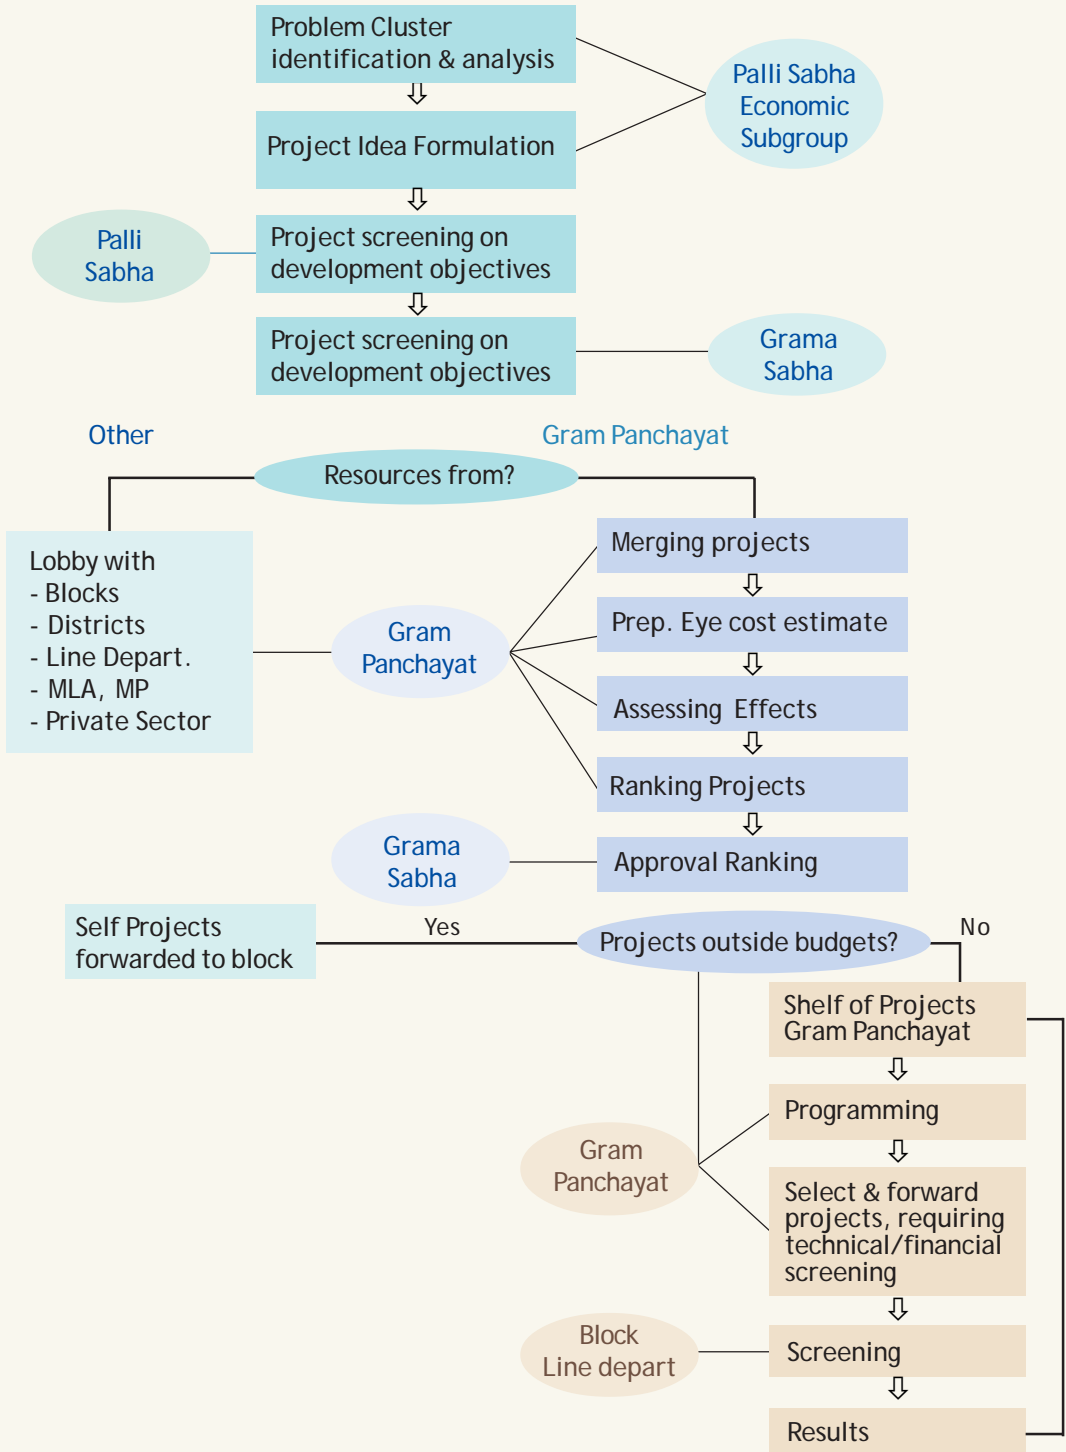 Problem Cluster
identification & analysis
Palli Sabha
Economic
Subgroup
Project Idea Formulation
Palli
Sabha
Project screening on
development objectives
Project screening on
development objectives
Grama
Sabha
Other
Gram Panchayat
Resources from?
Lobby with
- Blocks
- Districts
- Line Depart.
- MLA, MP
- Private Sector
Gram
Panchayat
Merging projects
Prep. Eye cost estimate
Assessing Effects
Ranking Projects
Grama
Sabha
Approval Ranking
Self Projects
forwarded to block
Yes
Projects outside budgets?
No
Shelf of Projects
Gram Panchayat
Programming
Gram
Panchayat
Select & forward
projects, requiring
technical/financial
screening
Block
Line depart
Screening
Results